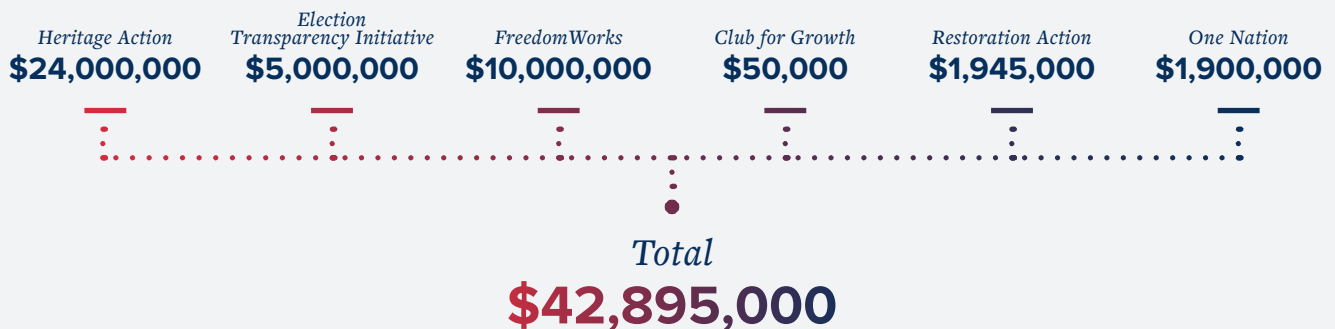 Heritage Action
$24,000,000
Election
Transparency Initiative
$5,000,000
FreedomWorks
$10,000,000
Club for Growth
$50,000
Restoration Action
$1,945,000
One Nation
$1,900,000
Total
$42,895,000